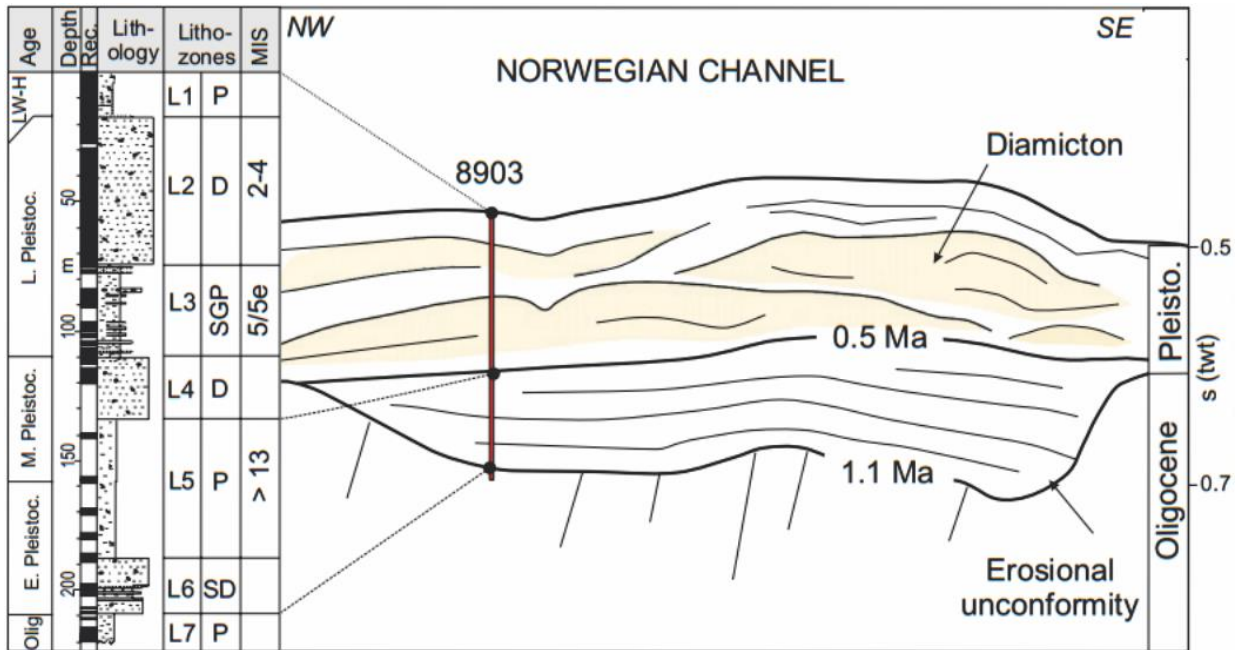 Age
Depth
Rec.
Lith-
ology
Litho-
zones
MIS
LW-H
L. Pleistoc.
M. Pleistoc.
E. Pleistoc.
Olig
50
m
100
150
200
L1 P
L2 D
L3 SGP
L4 D
L5 P
L6 SD
L7 P
2-4
5/5e
> 13
NW
SE
NORWEGIAN CHANNEL
Diamicton
8903
0.5 Ma
1.1 Ma
Erosional
unconformity
Pleisto.
Oligocene
0.5
s (twt)
0.7